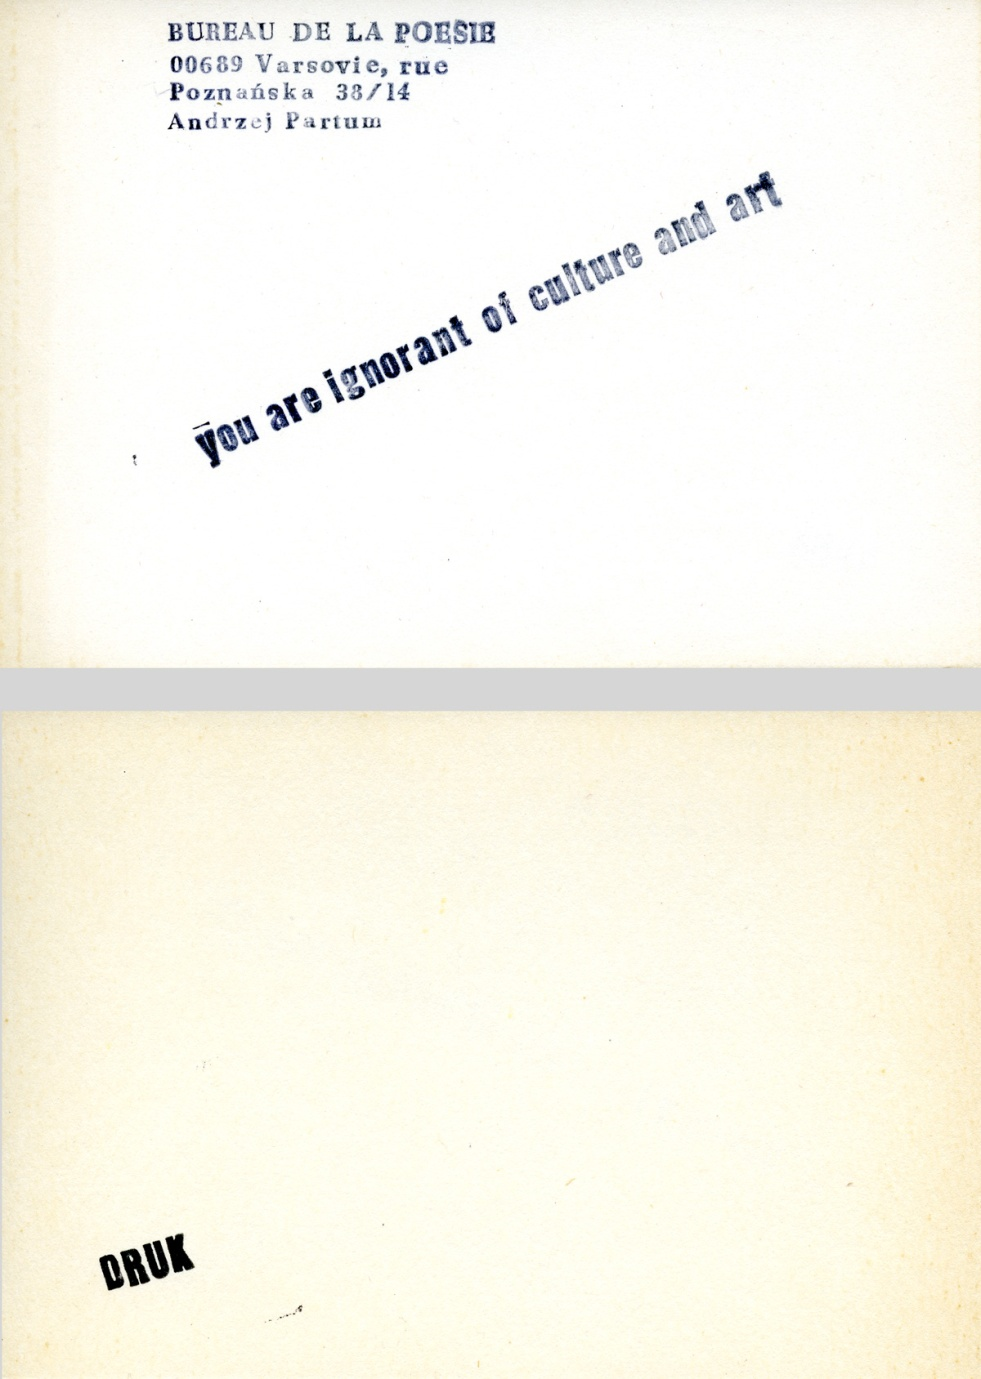 BUREAU DE LA POESIE
00689 Varsovie, rue
Poznańska 38/14
Andrzej Partum
you are ignorant of culture and art
DRUK